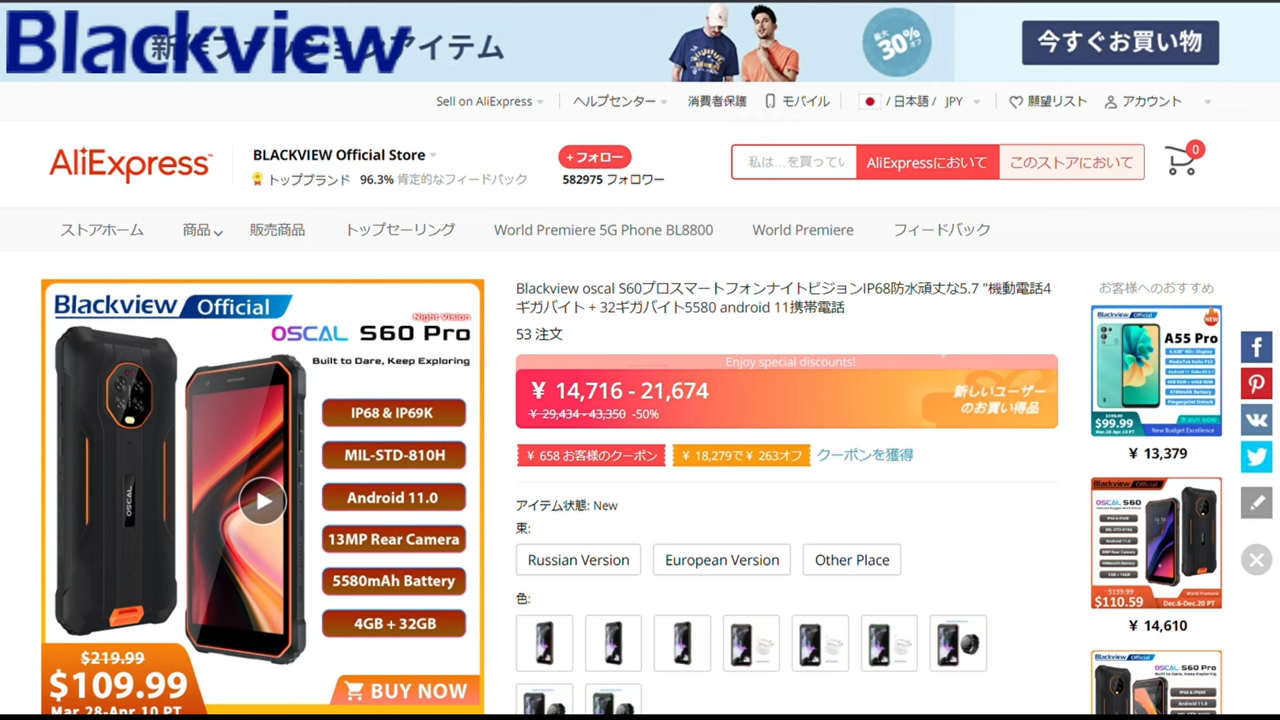 Blackview
新作ファッションアイテム
最大
30%
オフ
今すぐお買い物
Sell on AliExpress
ヘルプセンター
消費者保護
モバイル
/ 日本語 / JPY
願望リスト
アカウント
AliExpress
BLACKVIEW Official Store
トップブランド 96.3% 肯定的なフィードバック
+ フォロー
582975 フォロワー
私は...を買ってい
AliExpressにおいて
このストアにおいて
0
ストアホーム
商品
販売商品
トップセーリング
World Premiere 5G Phone BL8800
World Premiere
フィードバック
Blackview Official
Night Vision
OSCAL S60 Pro
Built to Dare, Keep Exploring
IP68 & IP69K
MIL-STD-810H
Android 11.0
13MP Rear Camera
5580mAh Battery
4GB + 32GB
OSCAL
$219.99
$109.99
Mar.28-Apr.10 PT
BUY NOW
Blackview oscal S60プロスマートフォンナイトビジョンIP68防水頑丈な5.7 "機動電話4
ギガバイト + 32ギガバイト5580 android 11携帯電話
53 注文
Enjoy special discounts!
¥ 14,716 - 21,674
¥ 29,434 - 43,350 -50%
新しいユーザー
のお買い得品
¥ 658 お客様のクーポン
¥ 18,279で ¥ 263オフ
クーポンを獲得
アイテム状態: New
束:
Russian Version
European Version
Other Place
色:
お客様へのおすすめ
Blackview Official
NEW
A55 Pro
$99.99
BUY NOW
New Budget Excellence
¥ 13,379
Blackview Official
OSCAL S60
$139.99
$110.59
World Premiere
Dec.6-Dec.20 PT
¥ 14,610
Blackview Official
OSCAL S60 Pro
Built to Dare, Keep Exploring